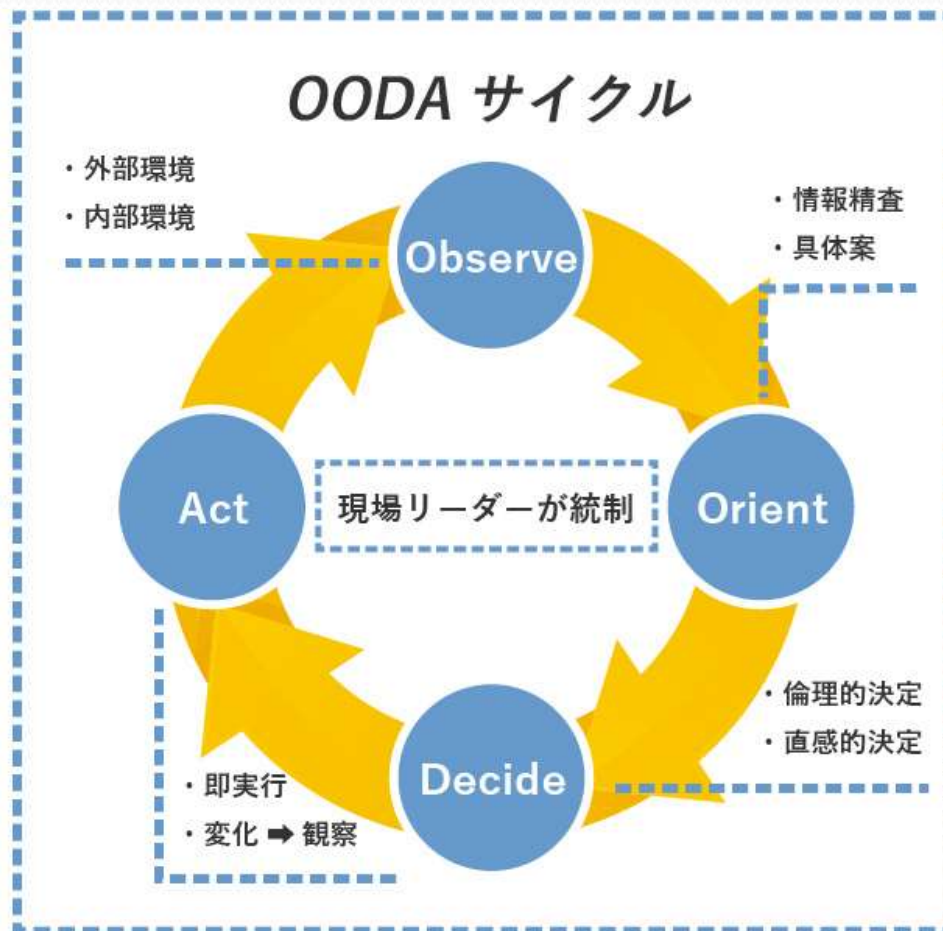 OODA サイクル
・外部環境
・内部環境
Observe
・情報精査
・具体案
Orient
・倫理的決定
・直感的決定
Decide
・即実行
・変化 ➡ 観察
Act
現場リーダーが統制